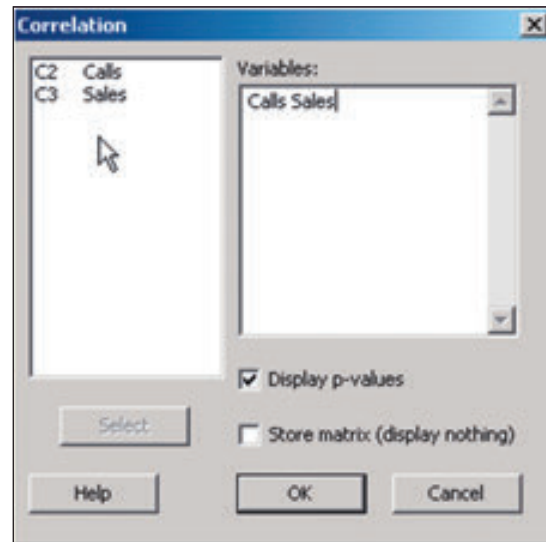 Correlation
C2 Calls
C3 Sales
Variables:
Calls Sales
Display p-values
Select
Store matrix (display nothing)
Help
OK
Cancel